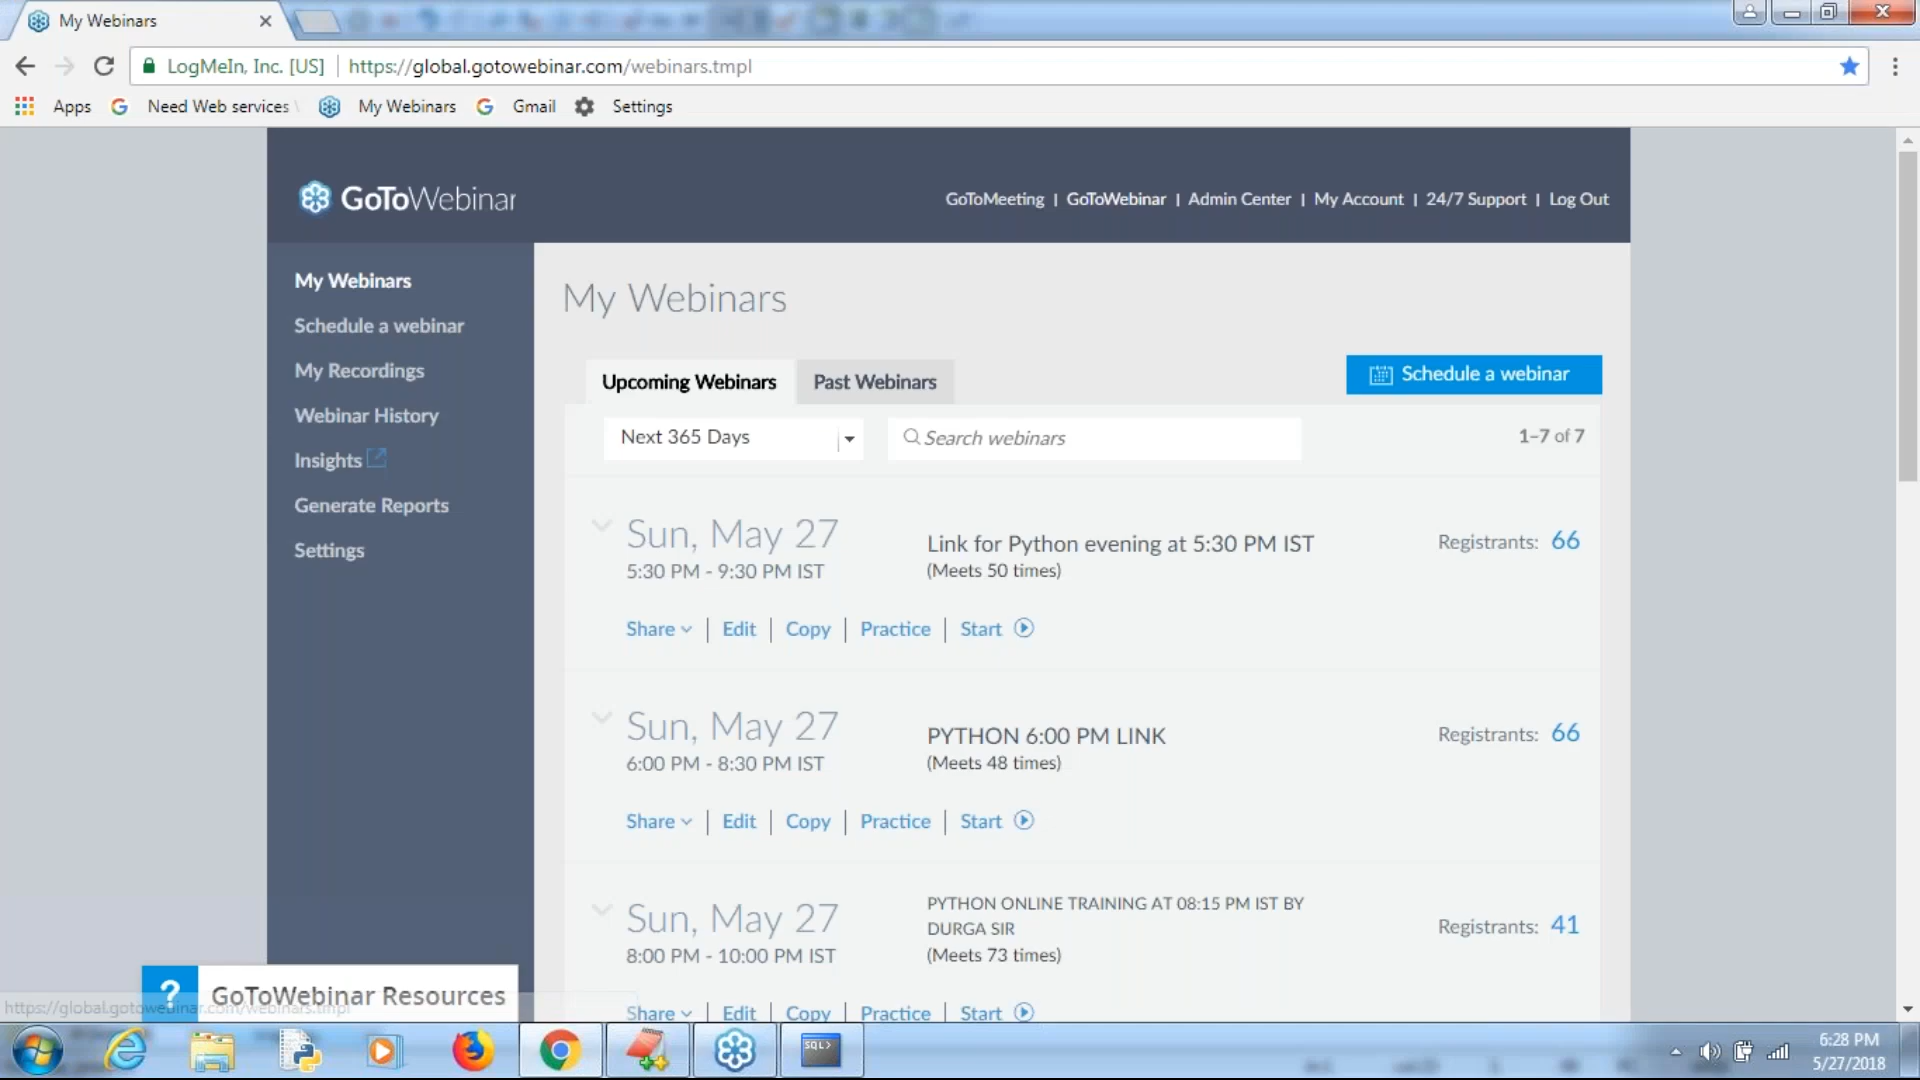 My Webinars
LogMeIn, Inc. [US] https://global.gotowebinar.com/webinars.tmpl
Apps Need Web services My Webinars Gmail Settings
GoToWebinar
GoToMeeting | GoToWebinar | Admin Center | My Account | 24/7 Support | Log Out
My Webinars
Schedule a webinar
My Recordings
Webinar History
Insights
Generate Reports
Settings
My Webinars
Upcoming Webinars Past Webinars
Schedule a webinar
Next 365 Days
Search webinars
1–7 of 7
Sun, May 27
5:30 PM - 9:30 PM IST
Link for Python evening at 5:30 PM IST
(Meets 50 times)
Registrants: 66
Share | Edit | Copy | Practice | Start
Sun, May 27
6:00 PM - 8:30 PM IST
PYTHON 6:00 PM LINK
(Meets 48 times)
Registrants: 66
Share | Edit | Copy | Practice | Start
Sun, May 27
8:00 PM - 10:00 PM IST
PYTHON ONLINE TRAINING AT 08:15 PM IST BY
DURGA SIR
(Meets 73 times)
Registrants: 41
Share | Edit | Copy | Practice | Start
? GoToWebinar Resources
https://global.gotowebinar.com/webinars.tmpl
SQL>
6:28 PM
5/27/2018